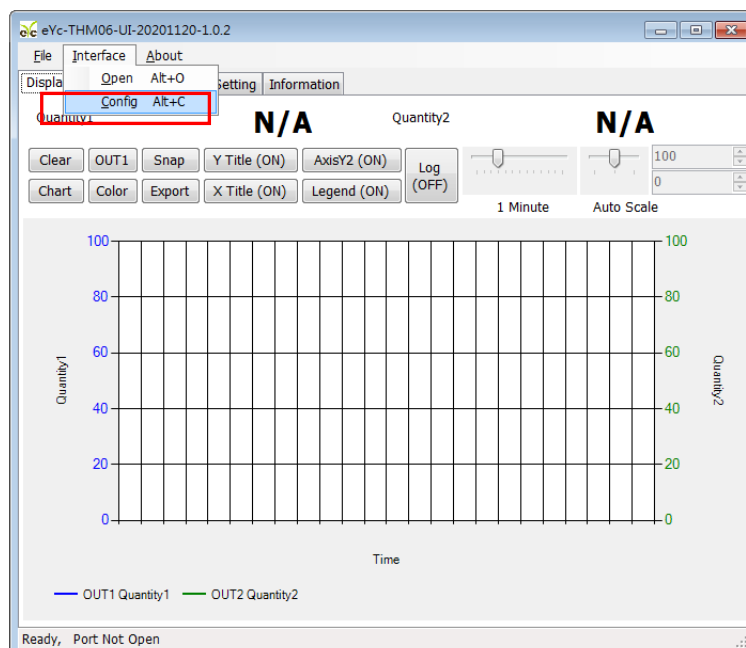 eYc-THM06-UI-20201120-1.0.2
File Interface About
Open Alt+O
Config Alt+C
Displa Setting Information
Quantity1 N/A Quantity2 N/A
Clear OUT1 Snap Y Title (ON) AxisY2 (ON) Log (OFF) 100
Chart Color Export X Title (ON) Legend (ON) 0
1 Minute Auto Scale
100 100
80 80
60 60
40 40
20 20
0 0
Quantity1
Quantity2
Time
OUT1 Quantity1 OUT2 Quantity2
Ready, Port Not Open